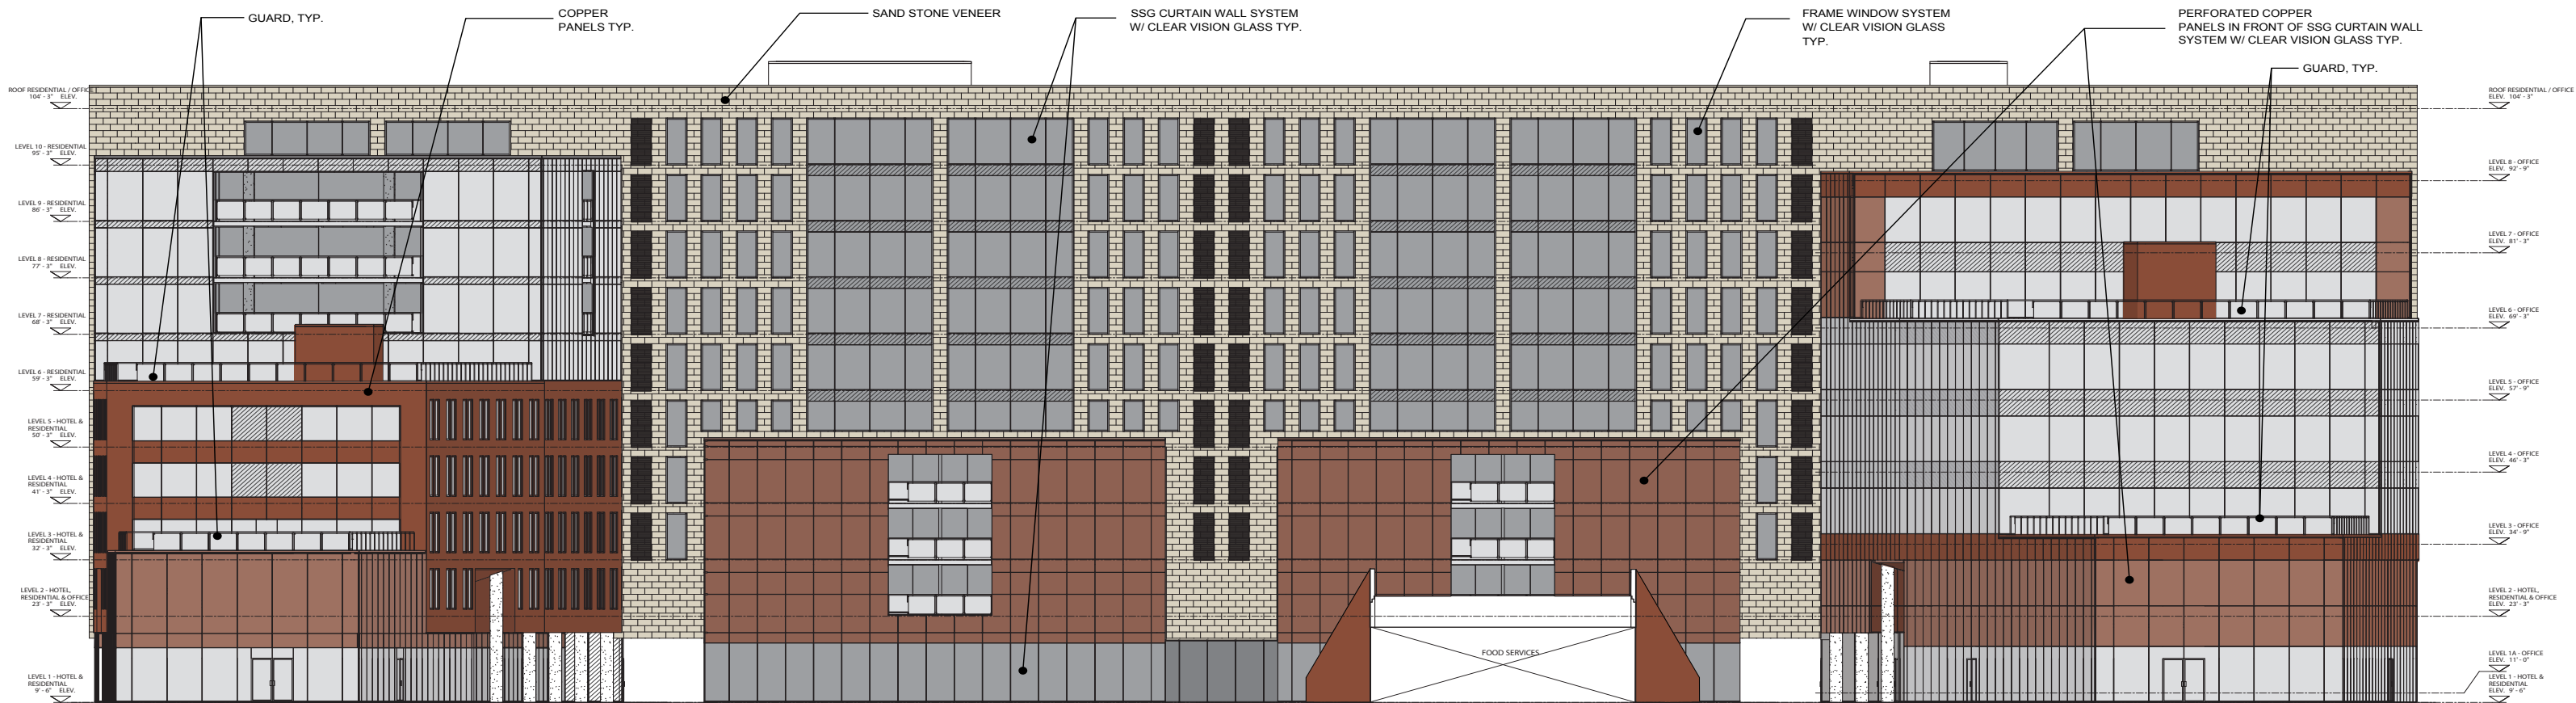 GUARD, TYP.
COPPER
PANELS TYP.
SAND STONE VENEER
SSG CURTAIN WALL SYSTEM
W/ CLEAR VISION GLASS TYP.
FRAME WINDOW SYSTEM
W/ CLEAR VISION GLASS
TYP.
PERFORATED COPPER
PANELS IN FRONT OF SSG CURTAIN WALL
SYSTEM W/ CLEAR VISION GLASS TYP.
GUARD, TYP.
ROOF RESIDENTIAL / OFFIC
104' - 3" ELEV.
LEVEL 10 - RESIDENTIAL
95' - 3" ELEV.
LEVEL 9 - RESIDENTIAL
86' - 3" ELEV.
LEVEL 8 - RESIDENTIAL
77' - 3" ELEV.
LEVEL 7 - RESIDENTIAL
68' - 3" ELEV.
LEVEL 6 - RESIDENTIAL
59' - 3" ELEV.
LEVEL 5 - HOTEL &
RESIDENTIAL
50' - 3" ELEV.
LEVEL 4 - HOTEL &
RESIDENTIAL
41' - 3" ELEV.
LEVEL 3 - HOTEL &
RESIDENTIAL
32' - 3" ELEV.
LEVEL 2 - HOTEL,
RESIDENTIAL & OFFICE
23' - 3" ELEV.
LEVEL 1 - HOTEL &
RESIDENTIAL
9' - 6" ELEV.
FOOD SERVICES
ROOF RESIDENTIAL / OFFICE
ELEV. 104' - 3"
LEVEL 8 - OFFICE
ELEV. 92' - 9"
LEVEL 7 - OFFICE
ELEV. 81' - 3"
LEVEL 6 - OFFICE
ELEV. 69' - 3"
LEVEL 5 - OFFICE
ELEV. 57' - 9"
LEVEL 4 - OFFICE
ELEV. 46' - 3"
LEVEL 3 - OFFICE
ELEV. 34' - 9"
LEVEL 2 - HOTEL,
RESIDENTIAL & OFFICE
ELEV. 23' - 3"
LEVEL 1A - OFFICE
ELEV. 11' - 0"
LEVEL 1 - HOTEL &
RESIDENTIAL
ELEV. 9' - 6"